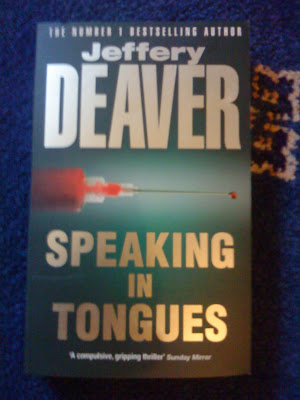 THE NUMBER 1 BESTSELLING AUTHOR
Jeffery
DEAVER
SPEAKING
IN
TONGUES
'A compulsive, gripping thriller' Sunday Mirror